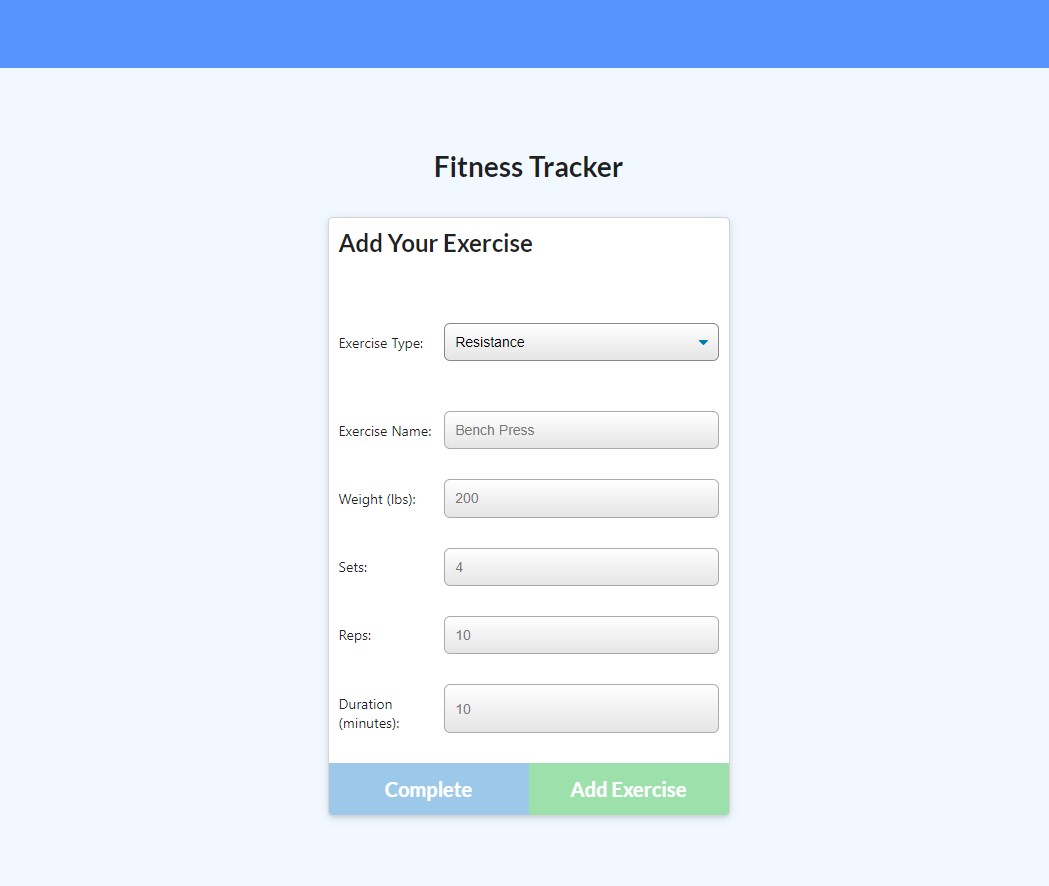 Fitness Tracker
Add Your Exercise
Exercise Type: Resistance
Exercise Name: Bench Press
Weight (lbs): 200
Sets: 4
Reps: 10
Duration
(minutes): 10
Complete Add Exercise